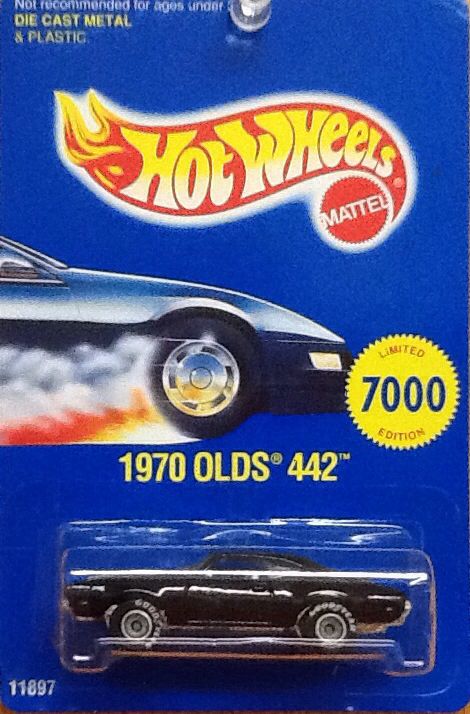 Not recommended for ages under
DIE CAST METAL
& PLASTIC.
HOT WHEELS®
MATTEL
LIMITED
7000
EDITION
1970 OLDS® 442™
GOODYEAR
GOODYEAR
11897